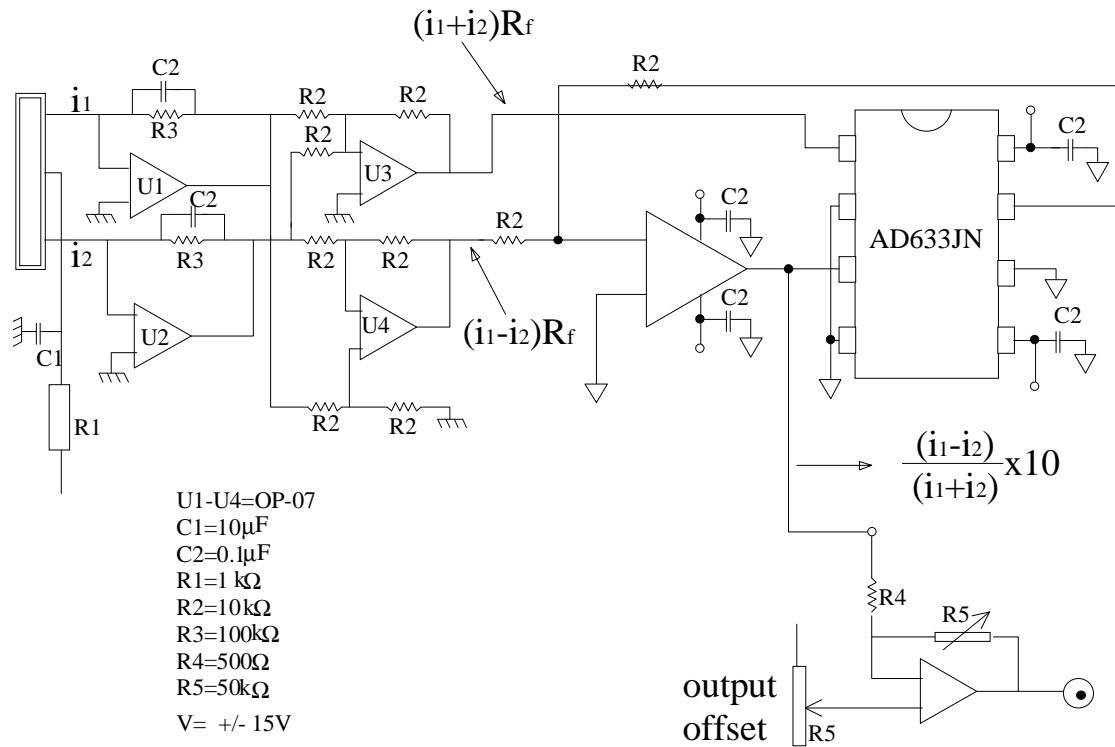 (i1+i2)Rf
C2
R2
i1
R2
R2
R3
R2
C2
U1
U3
C2
C2
R2
AD633JN
i2
R3
R2
R2
C2
C2
U2
U4
(i1-i2)Rf
C1
R2
R2
R1
(i1-i2)
(i1+i2)
x10
U1-U4=OP-07
C1=10μF
C2=0.1μF
R1=1 kΩ
R2=10kΩ
R3=100kΩ
R4=500Ω
R5=50kΩ
V= +/- 15V
R4
R5
output
offset
R5